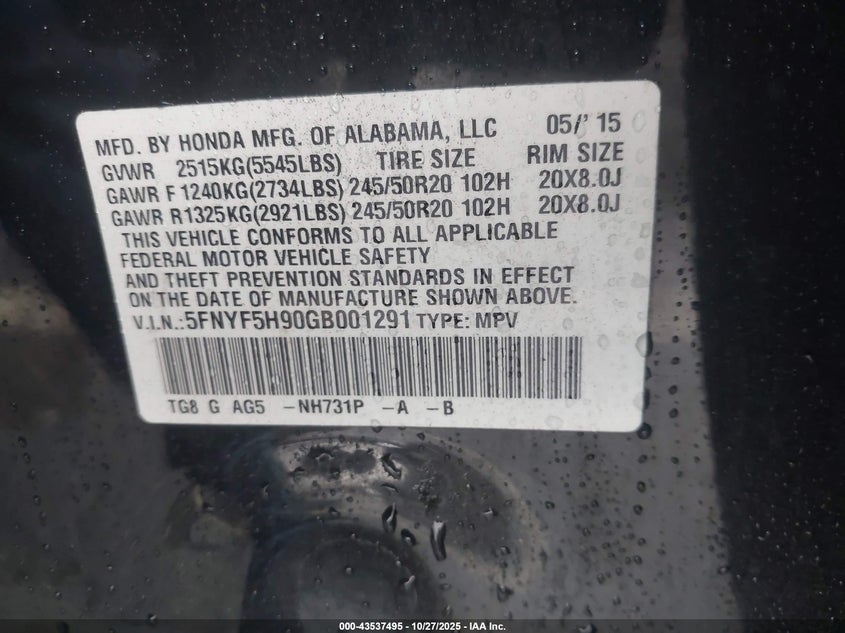 MFD. BY HONDA MFG. OF ALABAMA, LLC 05/' 15
GVWR 2515KG(5545LBS) TIRE SIZE RIM SIZE
GAWR F 1240KG(2734LBS) 245/50R20 102H 20X8.0J
GAWR R1325KG(2921LBS) 245/50R20 102H 20X8.0J
THIS VEHICLE CONFORMS TO ALL APPLICABLE
FEDERAL MOTOR VEHICLE SAFETY
AND THEFT PREVENTION STANDARDS IN EFFECT
ON THE DATE OF MANUFACTURE SHOWN ABOVE.
V.I.N.:5FNYF5H90GB001291 TYPE: MPV
TG8 G AG5 -NH731P -A -B
000-43537495 - 10/27/2025 - IAA Inc.